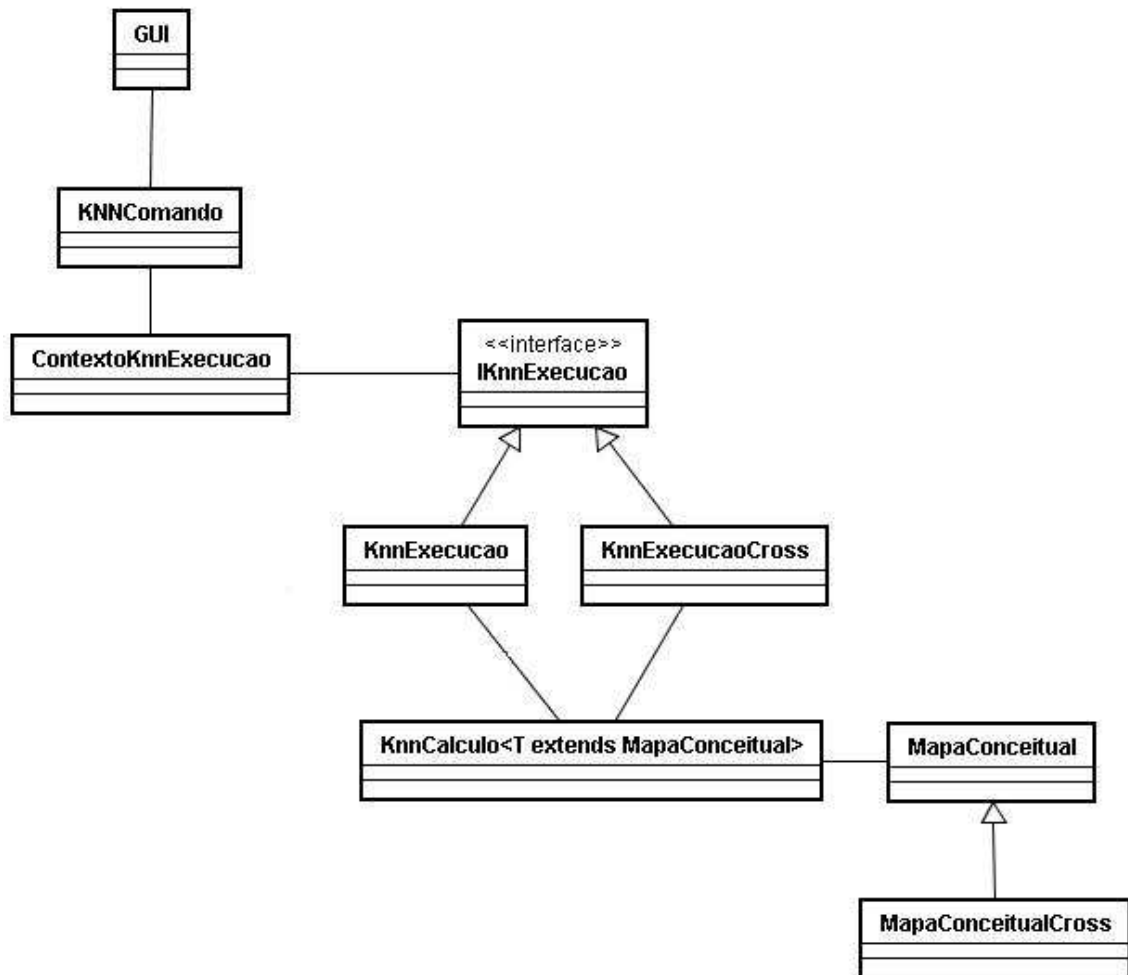 GUI
KNNComando
ContextoKnnExecucao
<<interface>>
IKnnExecucao
KnnExecucao
KnnExecucaoCross
KnnCalculo<T extends MapaConceitual>
MapaConceitual
MapaConceitualCross